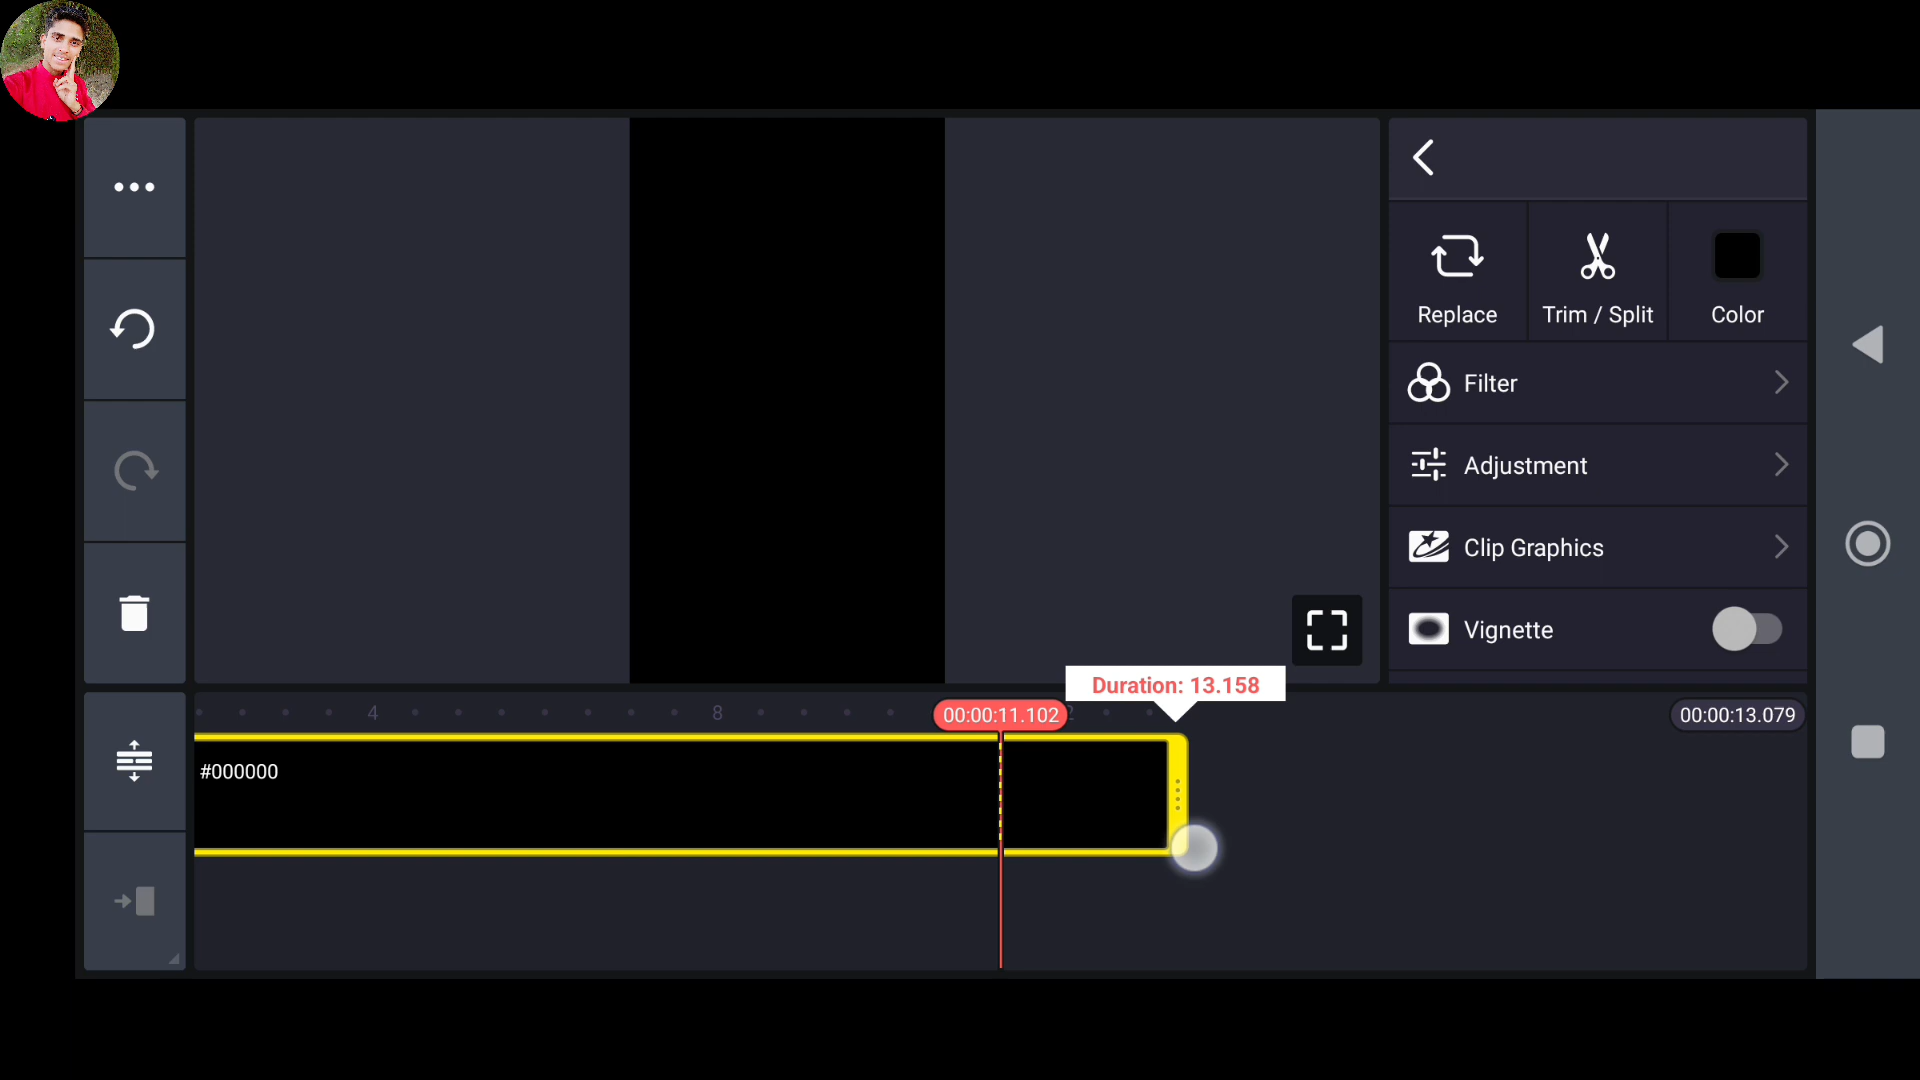 Replace
Trim / Split
Color
Filter
Adjustment
Clip Graphics
Vignette
Duration: 13.158
4
8
00:00:11.102
2
00:00:13.079
#000000